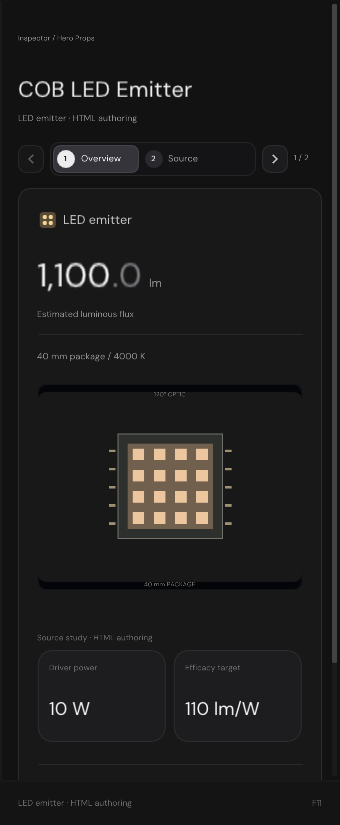 Inspector / Hero Props
COB LED Emitter
LED emitter · HTML authoring
1 Overview 2 Source 1 / 2
LED emitter
1,100.0 lm
Estimated luminous flux
40 mm package / 4000 K
120° OPTIC
40 mm PACKAGE
Source study · HTML authoring
Driver power Efficacy target
10 W 110 lm/W
LED emitter · HTML authoring F11